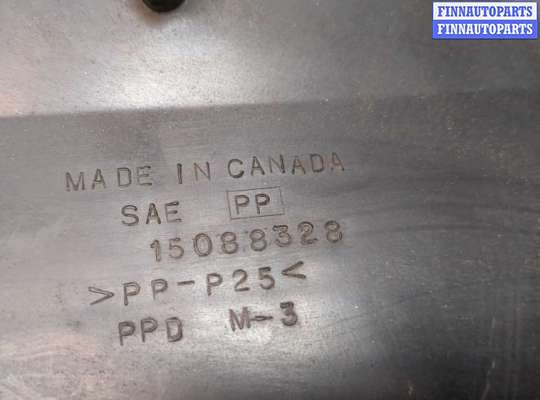 FINNAUTOPARTS
FINNAUTOPARTS
MADE IN CANADA
SAE PP
15088328
>PP-P25<
PPD M-3